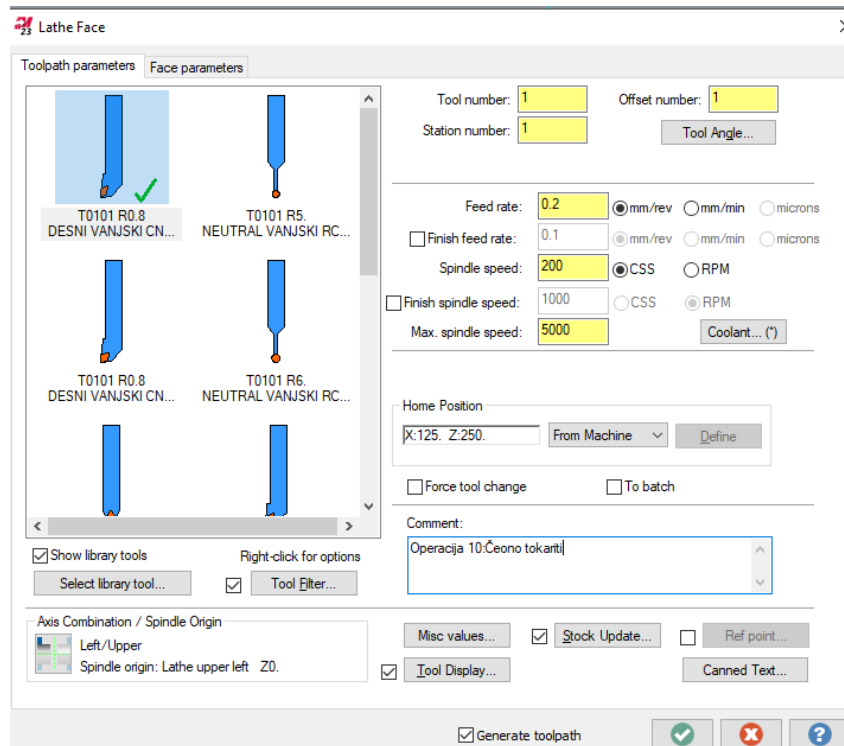 23 Lathe Face
Toolpath parameters Face parameters
T0101 R0.8 T0101 R5.
DESNI VANJSKI CN... NEUTRAL VANJSKI RC...
T0101 R0.8 T0101 R6.
DESNI VANJSKI CN... NEUTRAL VANJSKI RC...
Show library tools Right-click for options
Select library tool... Tool Filter...
Tool number: 1 Offset number: 1
Station number: 1 Tool Angle...
Feed rate: 0.2 mm/rev mm/min microns
Finish feed rate: 0.1 mm/rev mm/min microns
Spindle speed: 200 CSS RPM
Finish spindle speed: 1000 CSS RPM
Max. spindle speed: 5000 Coolant... (*)
Home Position
X:125. Z:250. From Machine Define
Force tool change To batch
Comment:
Operacija 10:Čeono tokariti
Axis Combination / Spindle Origin
Left/Upper
Spindle origin: Lathe upper left Z0.
Misc values... Stock Update... Ref point...
Tool Display... Canned Text...
Generate toolpath